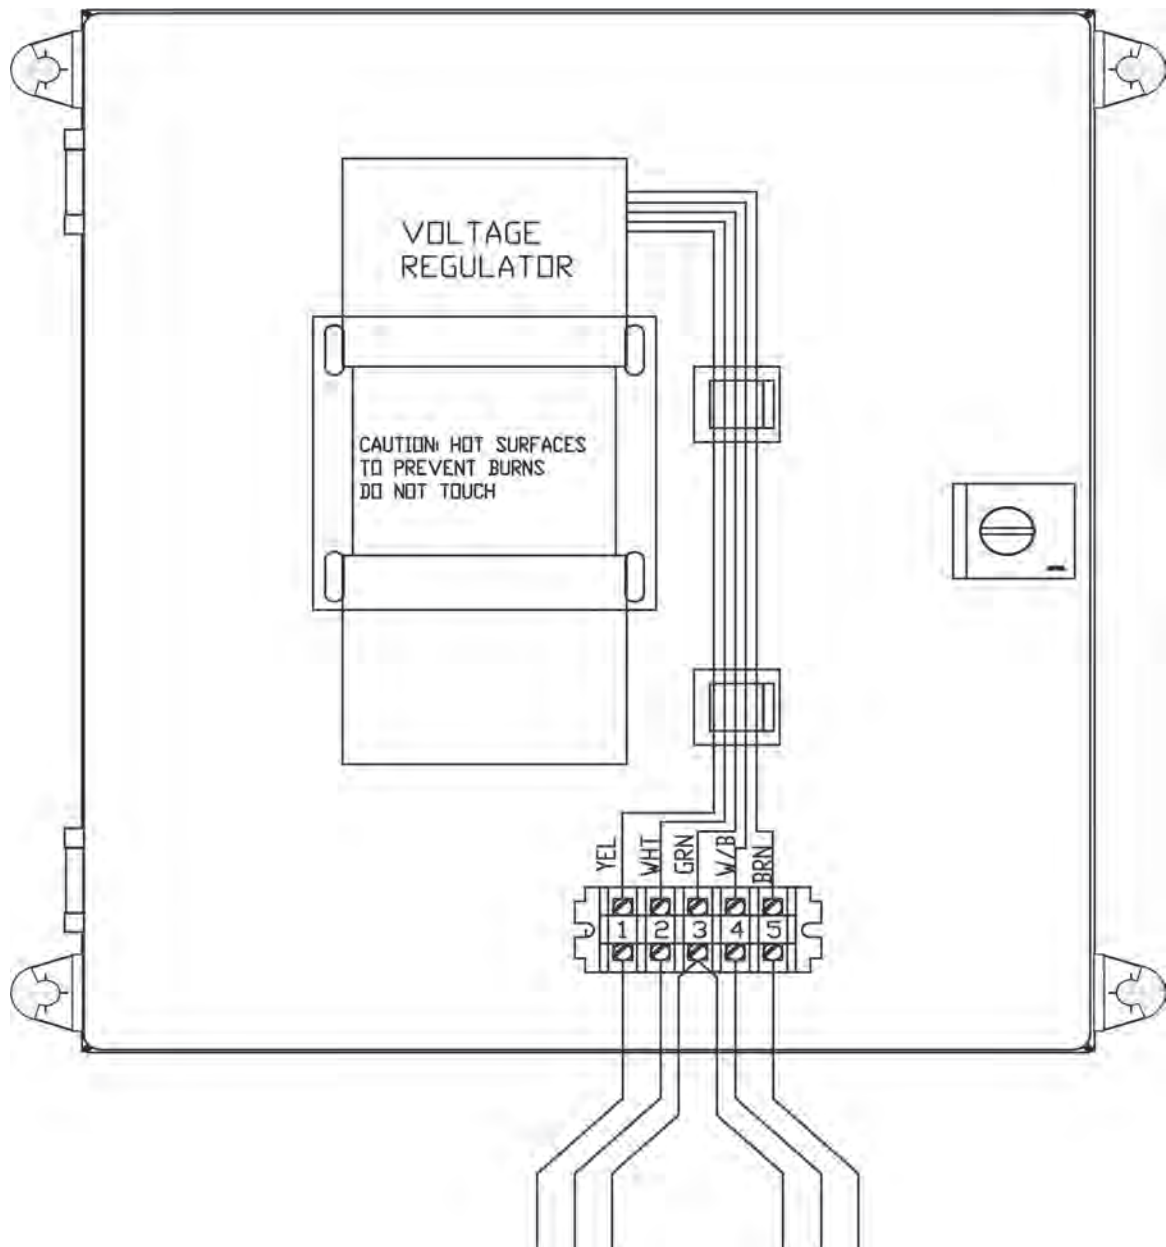 VOLTAGE
REGULATOR
CAUTION: HOT SURFACES
TO PREVENT BURNS
DO NOT TOUCH
YEL
WHT
GRN
W/B
BRN
1 2 3 4 5